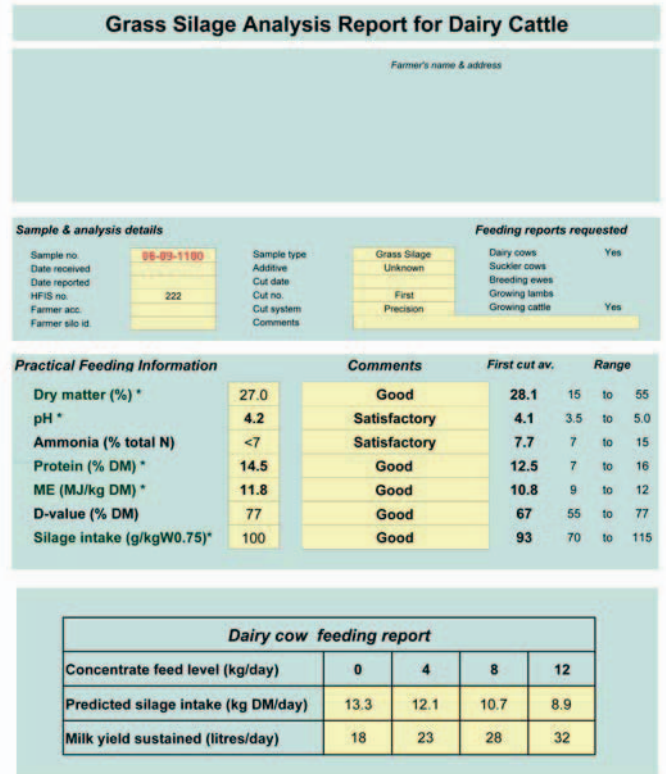 Grass Silage Analysis Report for Dairy Cattle
Farmer's name & address
Sample & analysis details Feeding reports requested
Sample no. 06-09-1100 Sample type Grass Silage Dairy cows Yes
Date received Additive Unknown Suckler cows
Date reported Cut date Breeding ewes
HFIS no. 222 Cut no. First Growing lambs
Farmer acc. Cut system Precision Growing cattle Yes
Farmer silo id. Comments
Practical Feeding Information Comments First cut av. Range
Dry matter (%) * 27.0 Good 28.1 15 to 55
pH * 4.2 Satisfactory 4.1 3.5 to 5.0
Ammonia (% total N) <7 Satisfactory 7.7 7 to 15
Protein (% DM) * 14.5 Good 12.5 7 to 16
ME (MJ/kg DM) * 11.8 Good 10.8 9 to 12
D-value (% DM) 77 Good 67 55 to 77
Silage intake (g/kgW0.75)* 100 Good 93 70 to 115
Dairy cow feeding report
Concentrate feed level (kg/day) 0 4 8 12
Predicted silage intake (kg DM/day) 13.3 12.1 10.7 8.9
Milk yield sustained (litres/day) 18 23 28 32